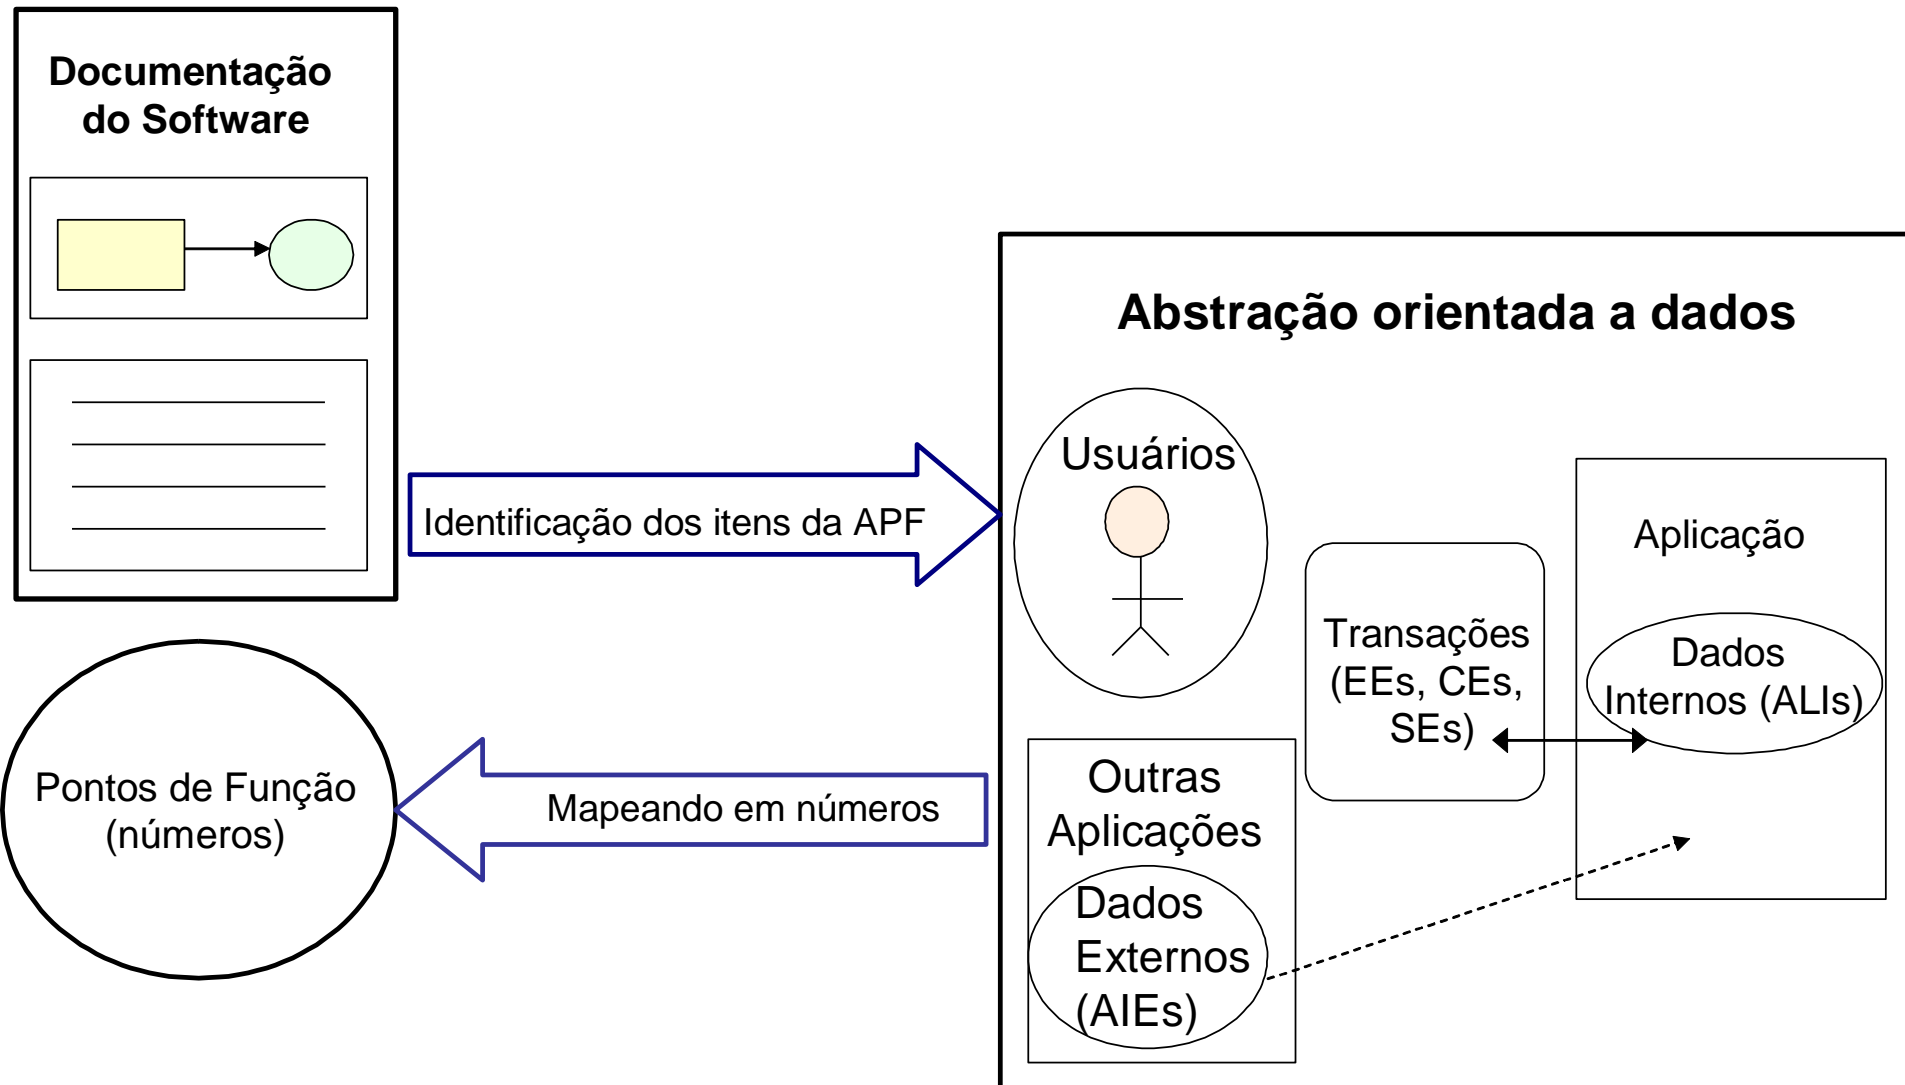 Documentação
do Software
Identificação dos itens da APF
Pontos de Função
(números)
Mapeando em números
Abstração orientada a dados
Usuários
Transações
(EEs, CEs,
SEs)
Aplicação
Dados
Internos (ALIs)
Outras
Aplicações
Dados
Externos
(AIEs)